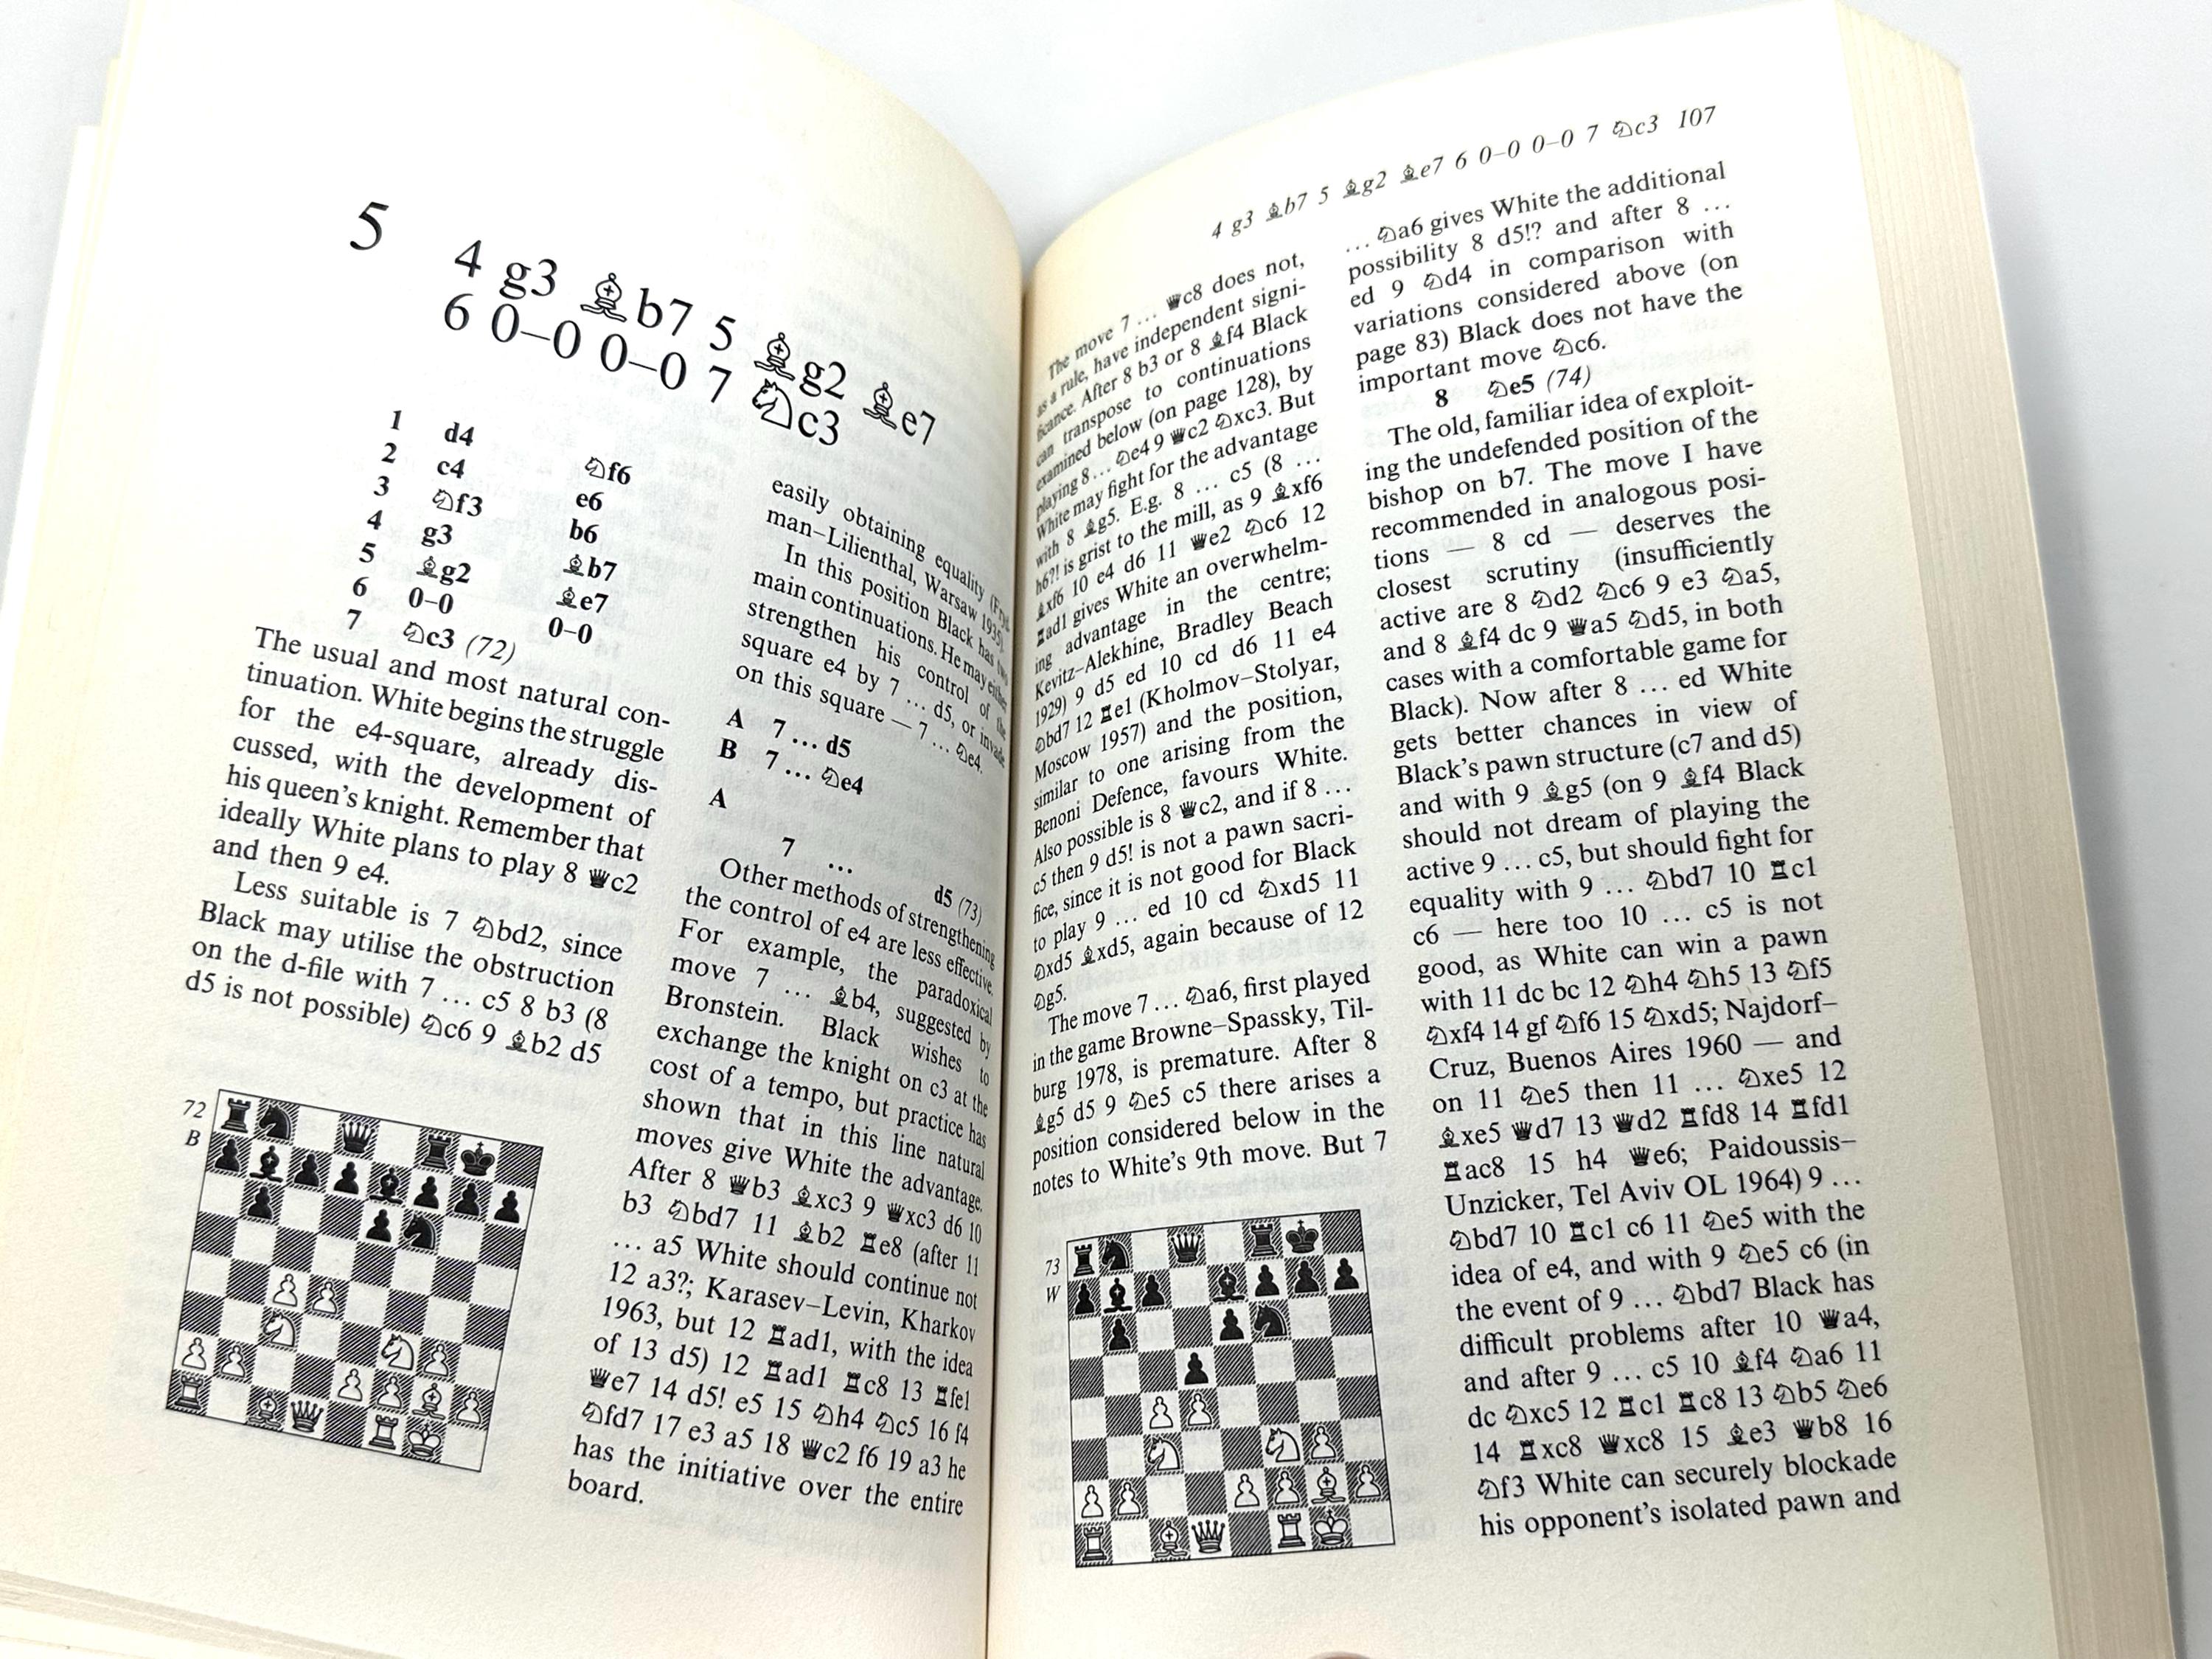 5
4 g3 ♗b7 5 ♗g2 ♗e7
6 0–0 0–0 7 ♘c3
1 d4 ♘f6
2 c4 e6
3 ♘f3 b6
4 g3 ♗b7
5 ♗g2 ♗e7
6 0–0 0–0
7 ♘c3 (72)
The usual and most natural con-
tinuation. White begins the struggle
for the e4-square, already dis-
cussed, with the development of
his queen's knight. Remember that
ideally White plans to play 8 ♛c2
and then 9 e4.
Less suitable is 7 ♘bd2, since
Black may utilise the obstruction
on the d-file with 7 ... c5 8 b3 (8
d5 is not possible) ♘c6 9 ♗b2 d5
72
B
easily obtaining equality (Fryd-
man–Lilienthal, Warsaw 1935).
In this position Black has two
main continuations. He may either
strengthen his control of the
square e4 by 7 ... d5, or invade
on this square — 7 ... ♘e4.
A 7 ... d5
B 7 ... ♘e4
A
7 ... d5 (73)
Other methods of strengthening
the control of e4 are less effective.
For example, the paradoxical
move 7 ... ♗b4, suggested by
Bronstein. Black wishes to
exchange the knight on c3 at the
cost of a tempo, but practice has
shown that in this line natural
moves give White the advantage.
After 8 ♛b3 ♗xc3 9 ♛xc3 d6 10
b3 ♘bd7 11 ♗b2 ♖e8 (after 11
... a5 White should continue not
12 a3?; Karasev–Levin, Kharkov
1963, but 12 ♖ad1, with the idea
of 13 d5) 12 ♖ad1 ♖c8 13 ♖fe1
♛e7 14 d5! e5 15 ♘h4 ♘c5 16 f4
♘fd7 17 e3 a5 18 ♛c2 f6 19 a3 he
has the initiative over the entire
board.
4 g3 ♗b7 5 ♗g2 ♗e7 6 0–0 0–0 7 ♘c3 107
The move 7 ... ♛c8 does not,
as a rule, have independent signi-
ficance. After 8 b3 or 8 ♗f4 Black
can transpose to continuations
examined below (on page 128), by
playing 8 ... ♘e4 9 ♛c2 ♘xc3. But
White may fight for the advantage
with 8 ♗g5. E.g. 8 ... c5 (8 ...
h6?! is grist to the mill, as 9 ♗xf6
♗xf6 10 e4 d6 11 ♛e2 ♘c6 12
♖ad1 gives White an overwhelm-
ing advantage in the centre;
Kevitz–Alekhine, Bradley Beach
1929) 9 d5 ed 10 cd d6 11 e4
♘bd7 12 ♖e1 (Kholmov–Stolyar,
Moscow 1957) and the position,
similar to one arising from the
Benoni Defence, favours White.
Also possible is 8 ♛c2, and if 8 ...
c5 then 9 d5! is not a pawn sacri-
fice, since it is not good for Black
to play 9 ... ed 10 cd ♘xd5 11
♘xd5 ♗xd5, again because of 12
♘g5.
The move 7 ... ♘a6, first played
in the game Browne–Spassky, Til-
burg 1978, is premature. After 8
♗g5 d5 9 ♘e5 c5 there arises a
position considered below in the
notes to White's 9th move. But 7
73
W
... ♘a6 gives White the additional
possibility 8 d5!? and after 8 ...
ed 9 ♘d4 in comparison with
variations considered above (on
page 83) Black does not have the
important move ♘c6.
8 ♘e5 (74)
The old, familiar idea of exploit-
ing the undefended position of the
bishop on b7. The move I have
recommended in analogous posi-
tions — 8 cd — deserves the
closest scrutiny (insufficiently
active are 8 ♘d2 ♘c6 9 e3 ♘a5,
and 8 ♗f4 dc 9 ♛a5 ♘d5, in both
cases with a comfortable game for
Black). Now after 8 ... ed White
gets better chances in view of
Black's pawn structure (c7 and d5)
and with 9 ♗g5 (on 9 ♗f4 Black
should not dream of playing the
active 9 ... c5, but should fight for
equality with 9 ... ♘bd7 10 ♖c1
c6 — here too 10 ... c5 is not
good, as White can win a pawn
with 11 dc bc 12 ♘h4 ♘h5 13 ♘f5
♘xf4 14 gf ♘f6 15 ♘xd5; Najdorf–
Cruz, Buenos Aires 1960 — and
on 11 ♘e5 then 11 ... ♘xe5 12
♗xe5 ♛d7 13 ♛d2 ♖fd8 14 ♖fd1
♖ac8 15 h4 ♛e6; Paidoussis–
Unzicker, Tel Aviv OL 1964) 9 ...
♘bd7 10 ♖c1 c6 11 ♘e5 with the
idea of e4, and with 9 ♘e5 c6 (in
the event of 9 ... ♘bd7 Black has
difficult problems after 10 ♛a4,
and after 9 ... c5 10 ♗f4 ♘a6 11
dc ♘xc5 12 ♖c1 ♖c8 13 ♘b5 ♘e6
14 ♖xc8 ♛xc8 15 ♗e3 ♛b8 16
♘f3 White can securely blockade
his opponent's isolated pawn and